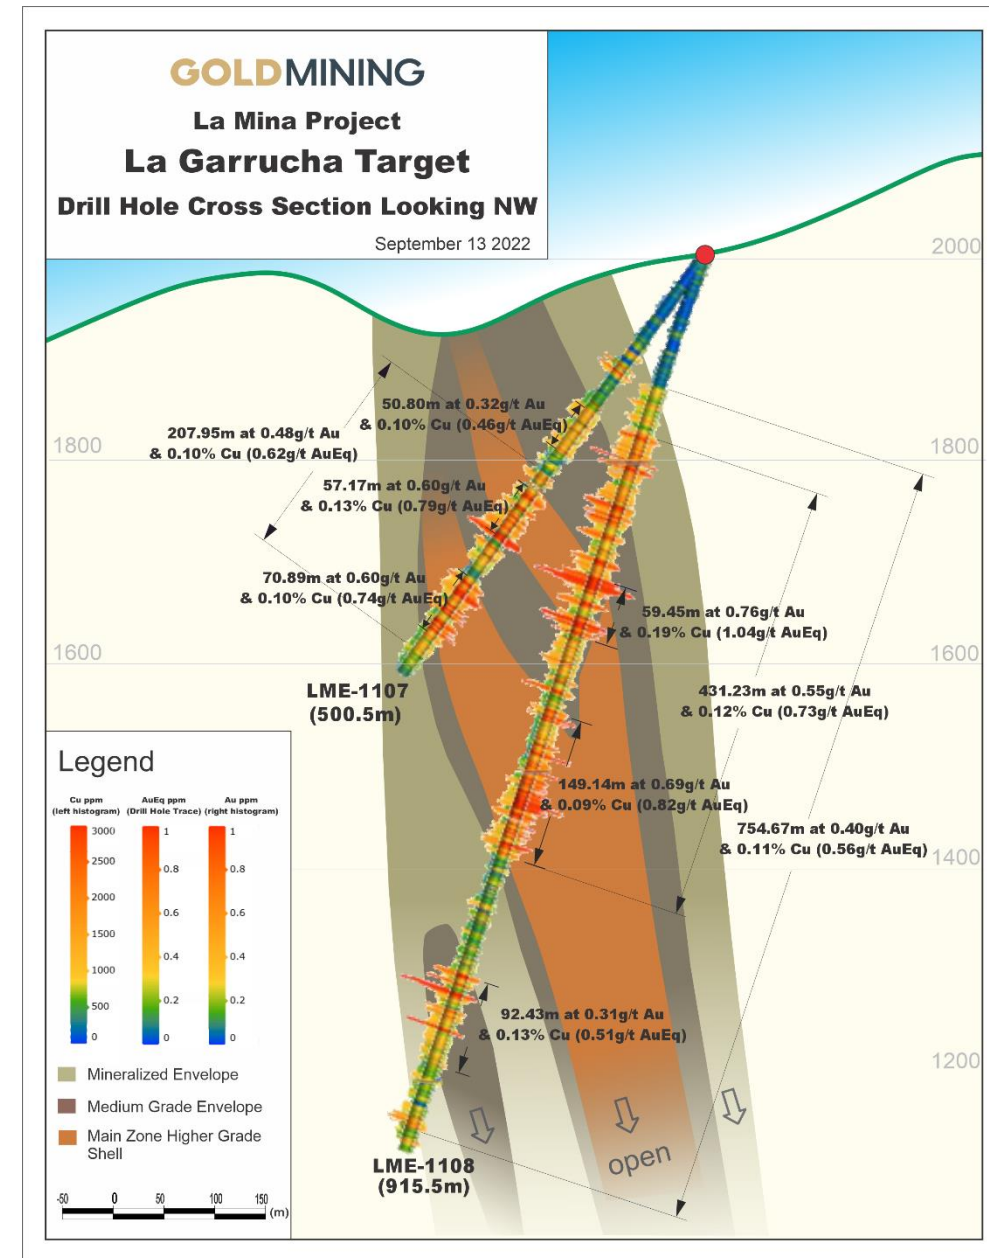 GOLDMINING
La Mina Project
La Garrucha Target
Drill Hole Cross Section Looking NW
September 13 2022
2000
50.80m at 0.32g/t Au
& 0.10% Cu (0.46g/t AuEq)
207.95m at 0.48g/t Au
& 0.10% Cu (0.62g/t AuEq)
1800
1800
57.17m at 0.60g/t Au
& 0.13% Cu (0.79g/t AuEq)
70.89m at 0.60g/t Au
& 0.10% Cu (0.74g/t AuEq)
59.45m at 0.76g/t Au
& 0.19% Cu (1.04g/t AuEq)
1600
1600
LME-1107
(500.5m)
431.23m at 0.55g/t Au
& 0.12% Cu (0.73g/t AuEq)
149.14m at 0.69g/t Au
& 0.09% Cu (0.82g/t AuEq)
754.67m at 0.40g/t Au
& 0.11% Cu (0.56g/t AuEq)
1400
92.43m at 0.31g/t Au
& 0.13% Cu (0.51g/t AuEq)
1200
open
LME-1108
(915.5m)
Legend
Cu ppm
(left histogram)
AuEq ppm
(Drill Hole Trace)
Au ppm
(right histogram)
3000
2500
2000
1500
1000
500
0
1
0.8
0.6
0.4
0.2
0
1
0.8
0.6
0.4
0.2
0
Mineralized Envelope
Medium Grade Envelope
Main Zone Higher Grade
Shell
-50 0 50 100 150
(m)